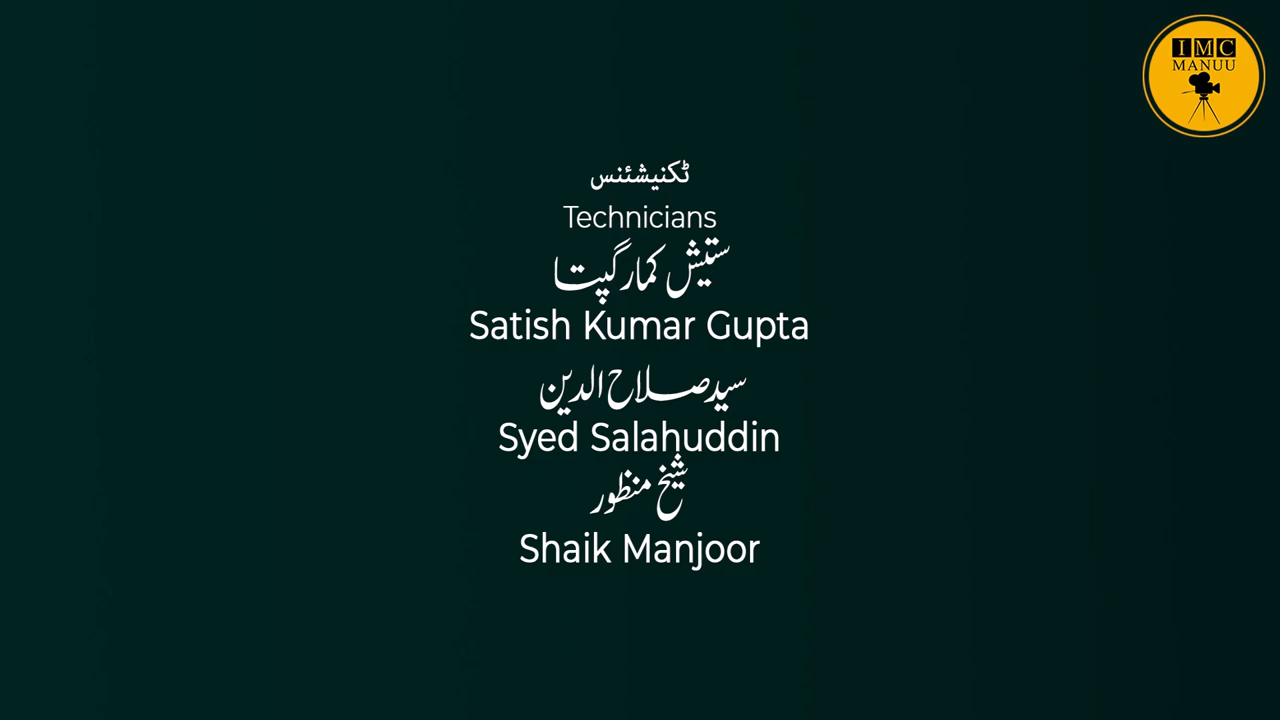 IMC
MANUU
ٹکنیشئنس
Technicians
ستیش کمار گپتا
Satish Kumar Gupta
سید صلاح الدین
Syed Salahuddin
شیخ منظور
Shaik Manjoor